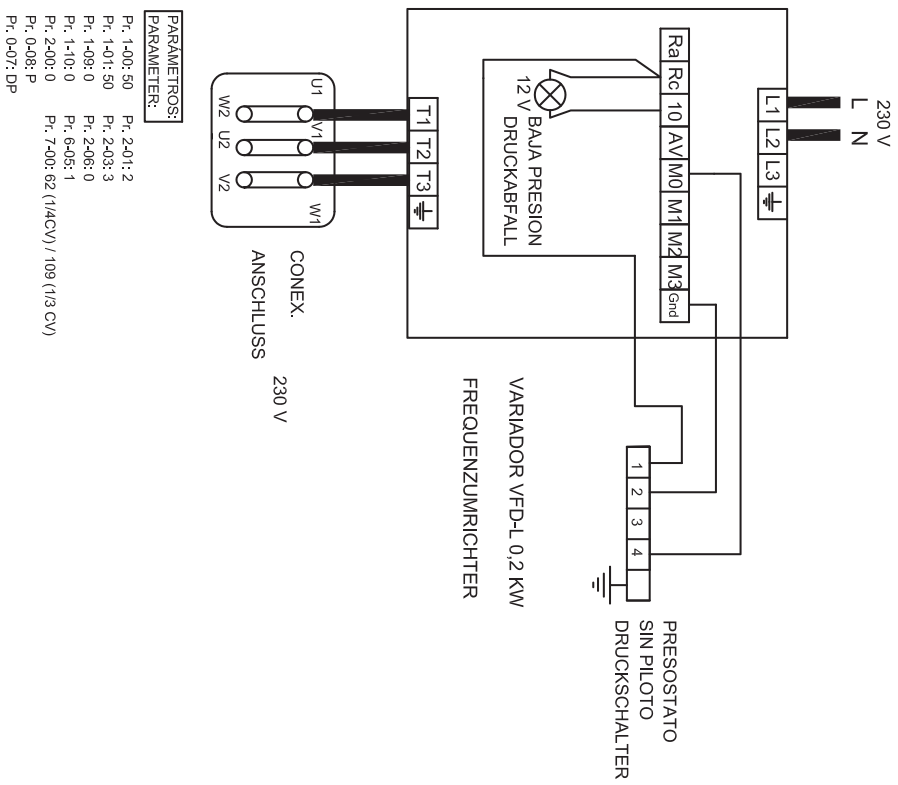 230 V
L
N
L1 L2 L3
Ra Rc 10 AV M0 M1 M2 M3 Gnd
12 V
BAJA PRESION
DRUCKABFALL
T1 T2 T3
U1 V1 W1
W2 U2 V2
CONEX.
ANSCHLUSS
230 V
VARIADOR VFD-L 0,2 KW
FREQUENZUMRICHTER
1 2 3 4
PRESOSTATO
SIN PILOTO
DRUCKSCHALTER
PARÁMETROS:
PARAMETER:
Pr. 1-00: 50 Pr. 2-01: 2
Pr. 1-01: 50 Pr. 2-03: 3
Pr. 1-09: 0 Pr. 2-06: 0
Pr. 1-10: 0 Pr. 6-05: 1
Pr. 2-00: 0 Pr. 7-00: 62 (1/4CV) / 109 (1/3 CV)
Pr. 0-08: P
Pr. 0-07: DP